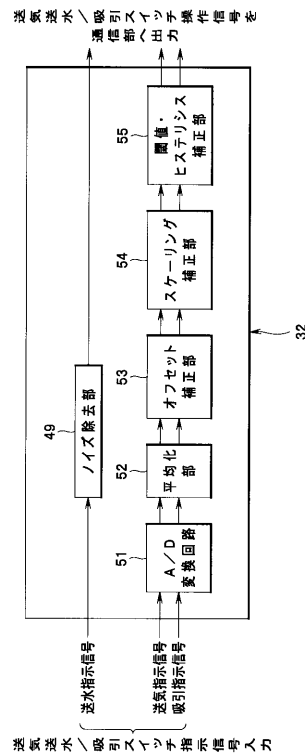 送気送水／吸引スイッチ指示信号入力
送水指示信号
送気指示信号
吸引指示信号
49
ノイズ除去部
51
A／D
変換回路
52
平均化
部
53
オフセット
補正部
54
スケーリング
補正部
55
閾値・
ヒステリシス
補正部
32
送気送水／吸引スイッチ操作信号を
通信部へ出力